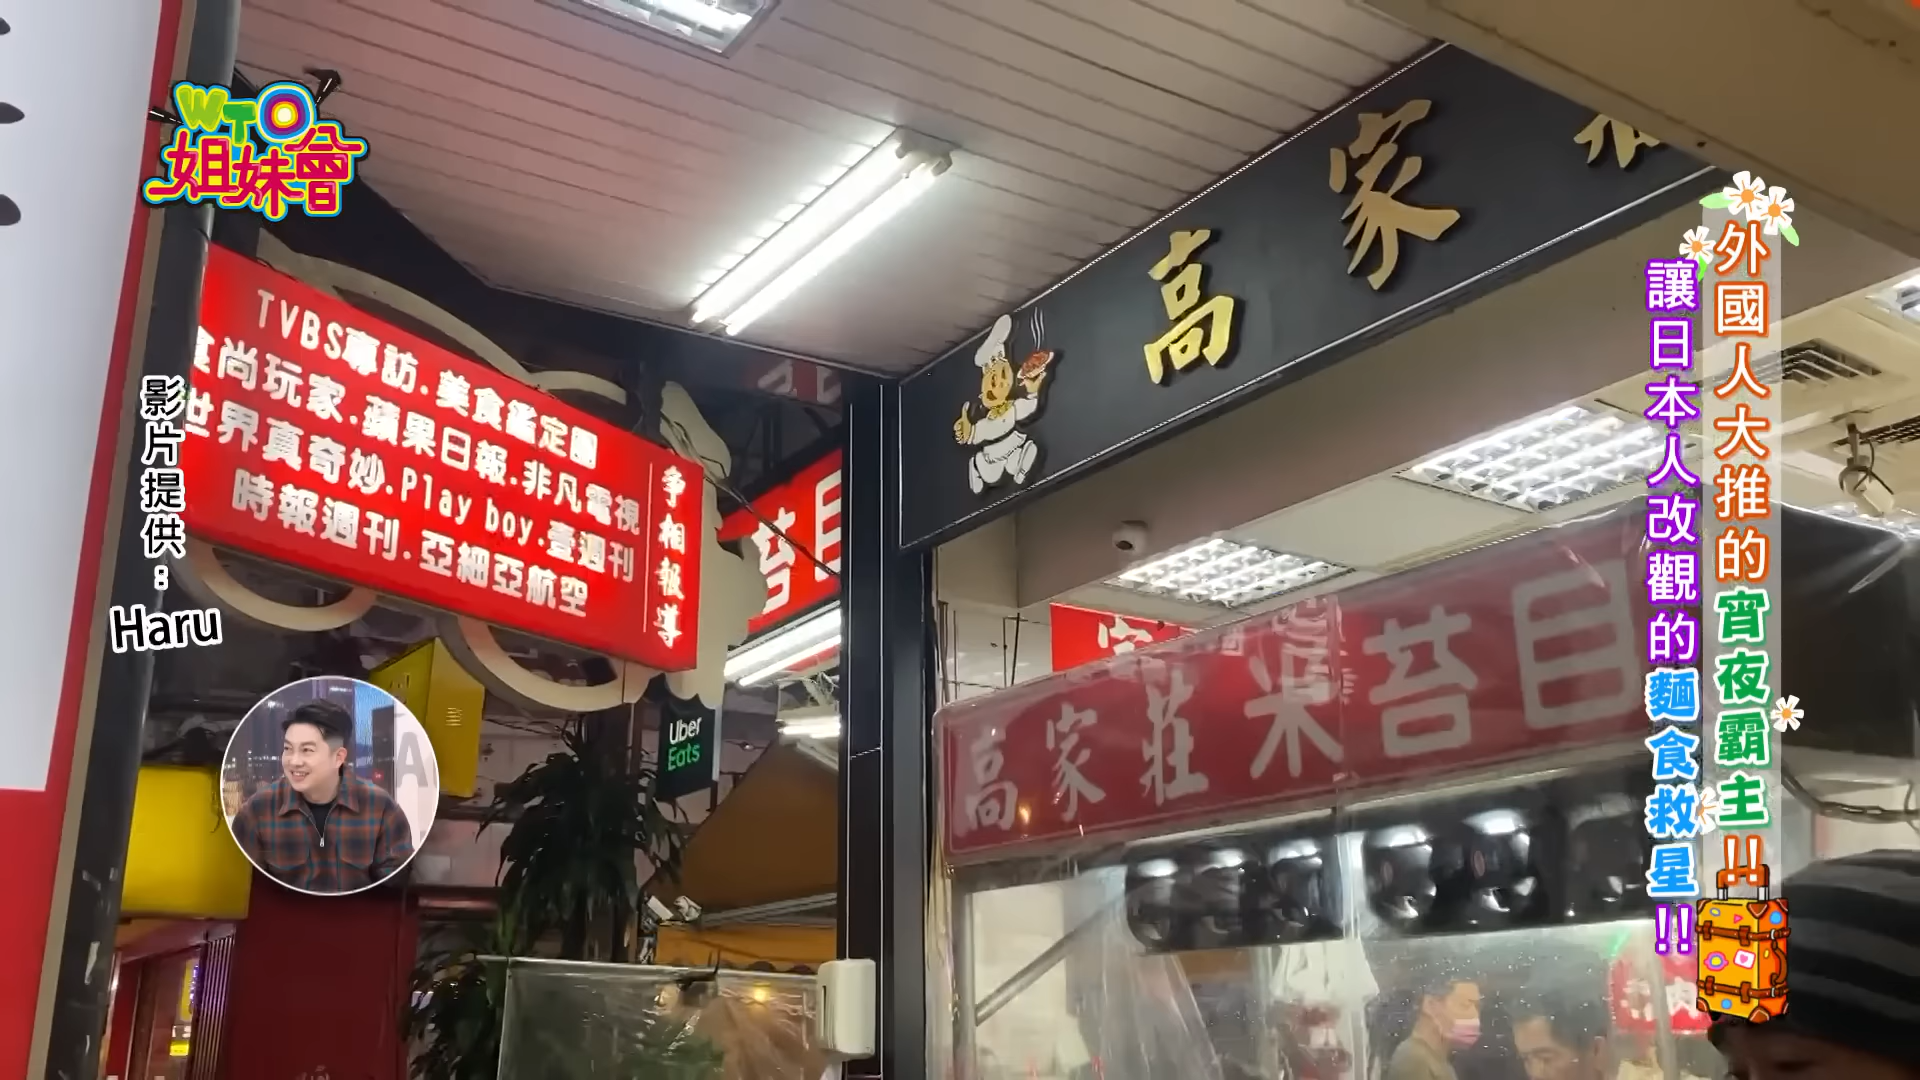 WTO
姐妹會
影片提供：
Haru
TVBS專訪.美食鑑定團
食尚玩家.蘋果日報.非凡電視
世界真奇妙.Play boy.壹週刊
時報週刊.亞細亞航空
爭相報導
苔目
Uber
Eats
高家
家
高家莊米苔目
肉
外國人大推的宵夜霸主!!
讓日本人改觀的麵食救星!!